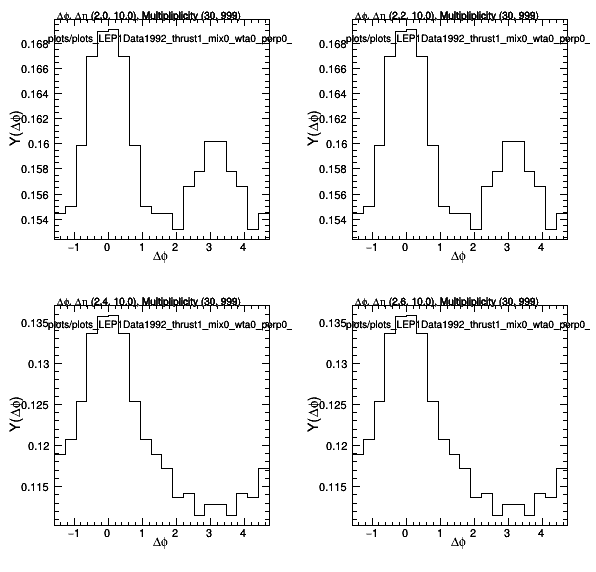 Δϕ, Δη (2.0, 10.0), Multipliplicity (30, 999)
plots/plots_LEP1Data1992_thrust1_mix0_wta0_perp0_
Y(Δϕ)
0.168
0.166
0.164
0.162
0.16
0.158
0.156
0.154
−1 0 1 2 3 4
Δϕ
Δϕ, Δη (2.2, 10.0), Multipliplicity (30, 999)
plots/plots_LEP1Data1992_thrust1_mix0_wta0_perp0_
Y(Δϕ)
0.168
0.166
0.164
0.162
0.16
0.158
0.156
0.154
−1 0 1 2 3 4
Δϕ
Δϕ, Δη (2.4, 10.0), Multipliplicity (30, 999)
plots/plots_LEP1Data1992_thrust1_mix0_wta0_perp0_
Y(Δϕ)
0.135
0.13
0.125
0.12
0.115
−1 0 1 2 3 4
Δϕ
Δϕ, Δη (2.6, 10.0), Multipliplicity (30, 999)
plots/plots_LEP1Data1992_thrust1_mix0_wta0_perp0_
Y(Δϕ)
0.135
0.13
0.125
0.12
0.115
−1 0 1 2 3 4
Δϕ